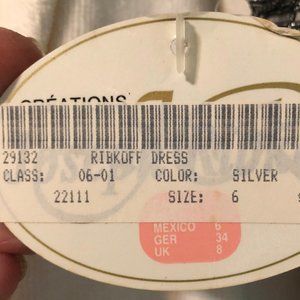 CRÉATIONS
29132 RIBKOFF DRESS
CLASS: 06-01 COLOR: SILVER
22111 SIZE: 6
MEXICO 6
GER 34
UK 8